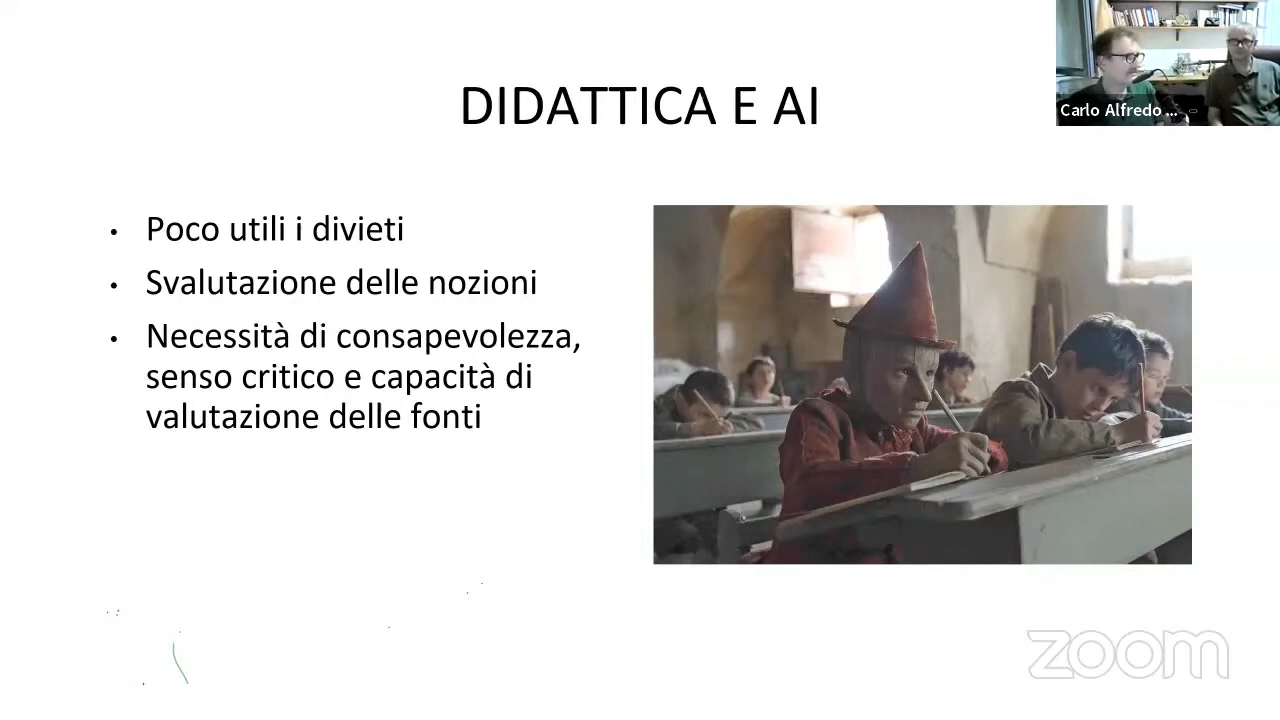 DIDATTICA E AI
Carlo Alfredo ...
• Poco utili i divieti
• Svalutazione delle nozioni
• Necessità di consapevolezza,
senso critico e capacità di
valutazione delle fonti
zoom